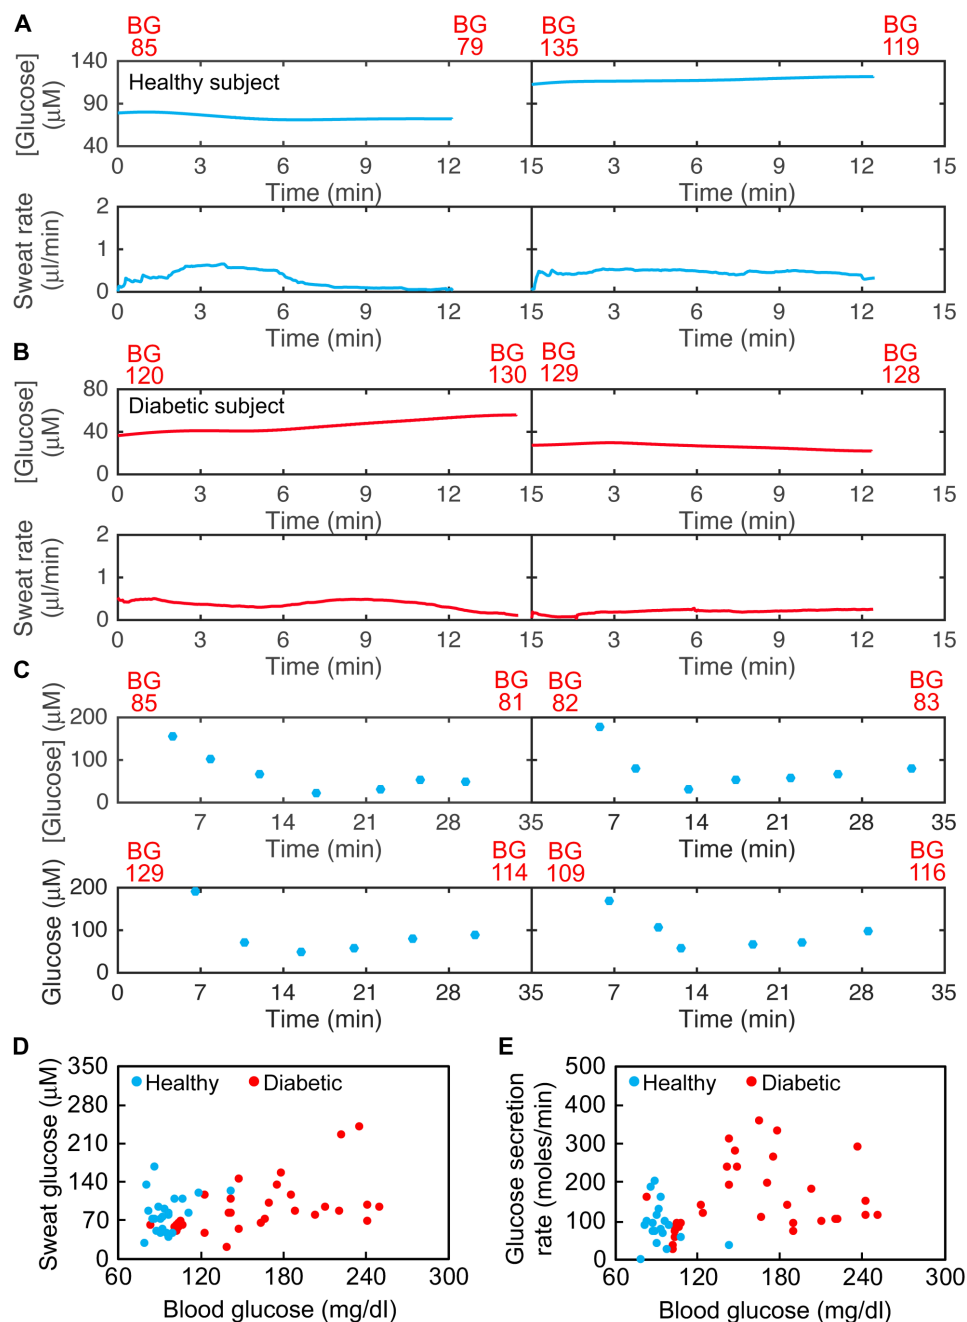 A
BG BG BG BG
85 79 135 119
[Glucose]
(µM)
140
90
40
Healthy subject
0 3 6 9 12 15 3 6 9 12 15
Time (min) Time (min)
Sweat rate
(µl/min)
2
1
0
0 3 6 9 12 15 3 6 9 12 15
Time (min) Time (min)
B
BG BG BG BG
120 130 129 128
[Glucose]
(µM)
80
40
0
Diabetic subject
0 3 6 9 12 15 3 6 9 12 15
Time (min) Time (min)
Sweat rate
(µl/min)
2
1
0
0 3 6 9 12 15 3 6 9 12 15
Time (min) Time (min)
C
BG BG BG BG
85 81 82 83
[Glucose] (µM)
200
100
0
7 14 21 28 35 7 14 21 28 35
Time (min) Time (min)
BG BG BG BG
129 114 109 116
Glucose (µM)
200
100
0
0 7 14 21 28 35 7 14 21 28 35
Time (min) Time (min)
D
Sweat glucose (µM)
350
280
210
140
70
0
Healthy Diabetic
60 120 180 240 300
Blood glucose (mg/dl)
E
Glucose secretion
rate (moles/min)
500
400
300
200
100
0
Healthy Diabetic
60 120 180 240 300
Blood glucose (mg/dl)